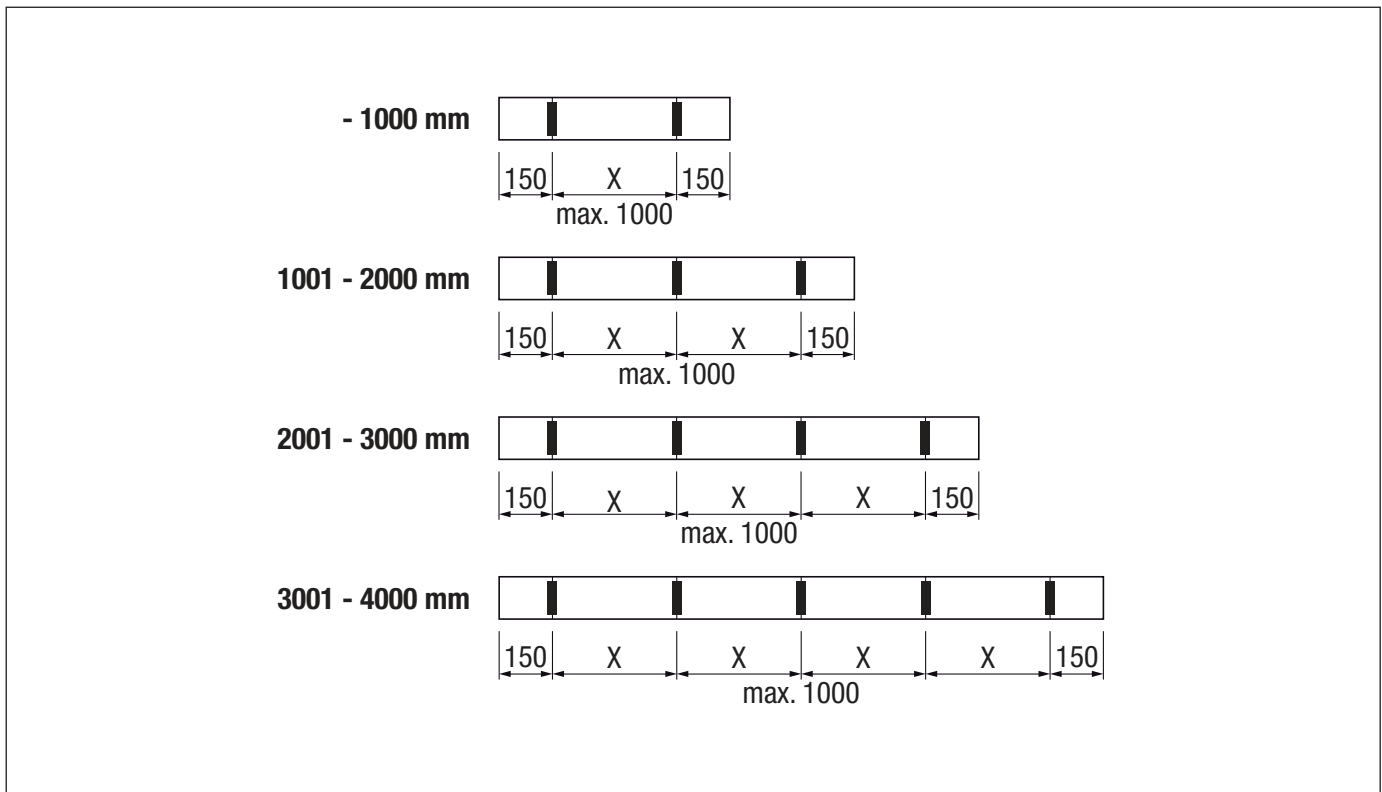 - 1000 mm
150 X 150
max. 1000
1001 - 2000 mm
150 X X 150
max. 1000
2001 - 3000 mm
150 X X X 150
max. 1000
3001 - 4000 mm
150 X X X X 150
max. 1000